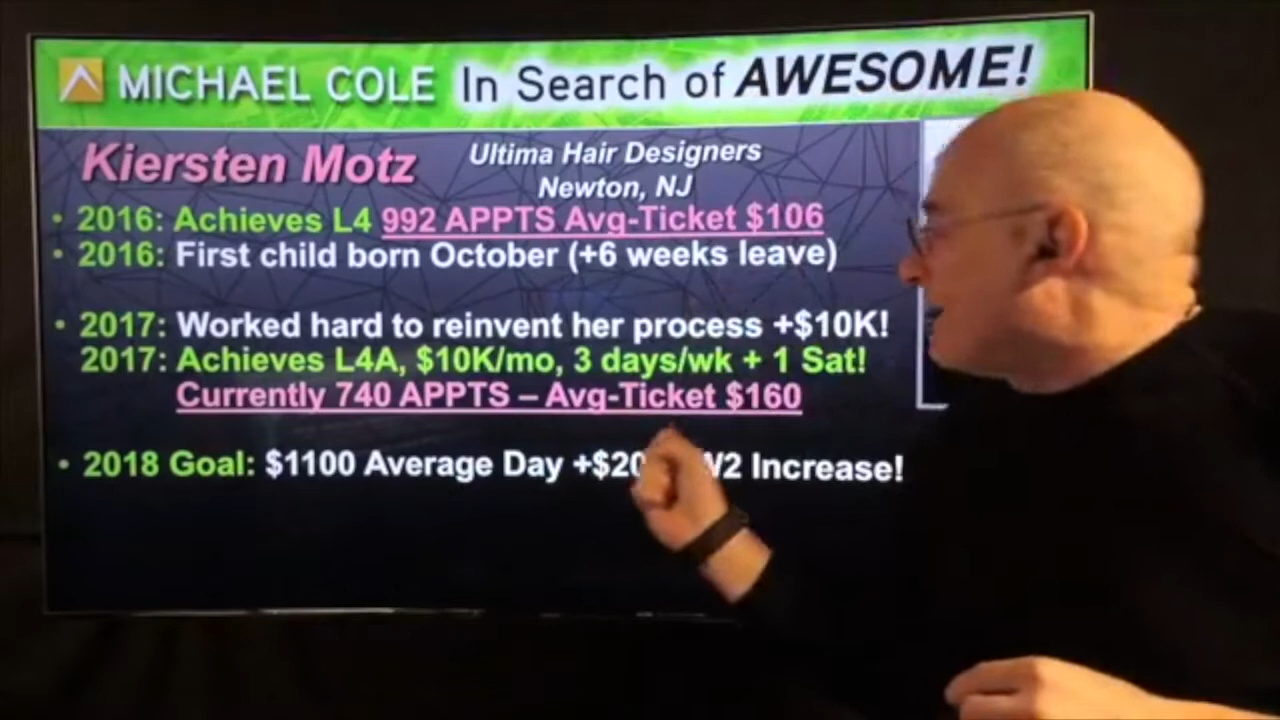 MICHAEL COLE In Search of AWESOME!
Kiersten Motz
Ultima Hair Designers
Newton, NJ
• 2016: Achieves L4 992 APPTS Avg-Ticket $106
• 2016: First child born October (+6 weeks leave)
• 2017: Worked hard to reinvent her process +$10K!
2017: Achieves L4A, $10K/mo, 3 days/wk + 1 Sat!
Currently 740 APPTS – Avg-Ticket $160
• 2018 Goal: $1100 Average Day Increase!